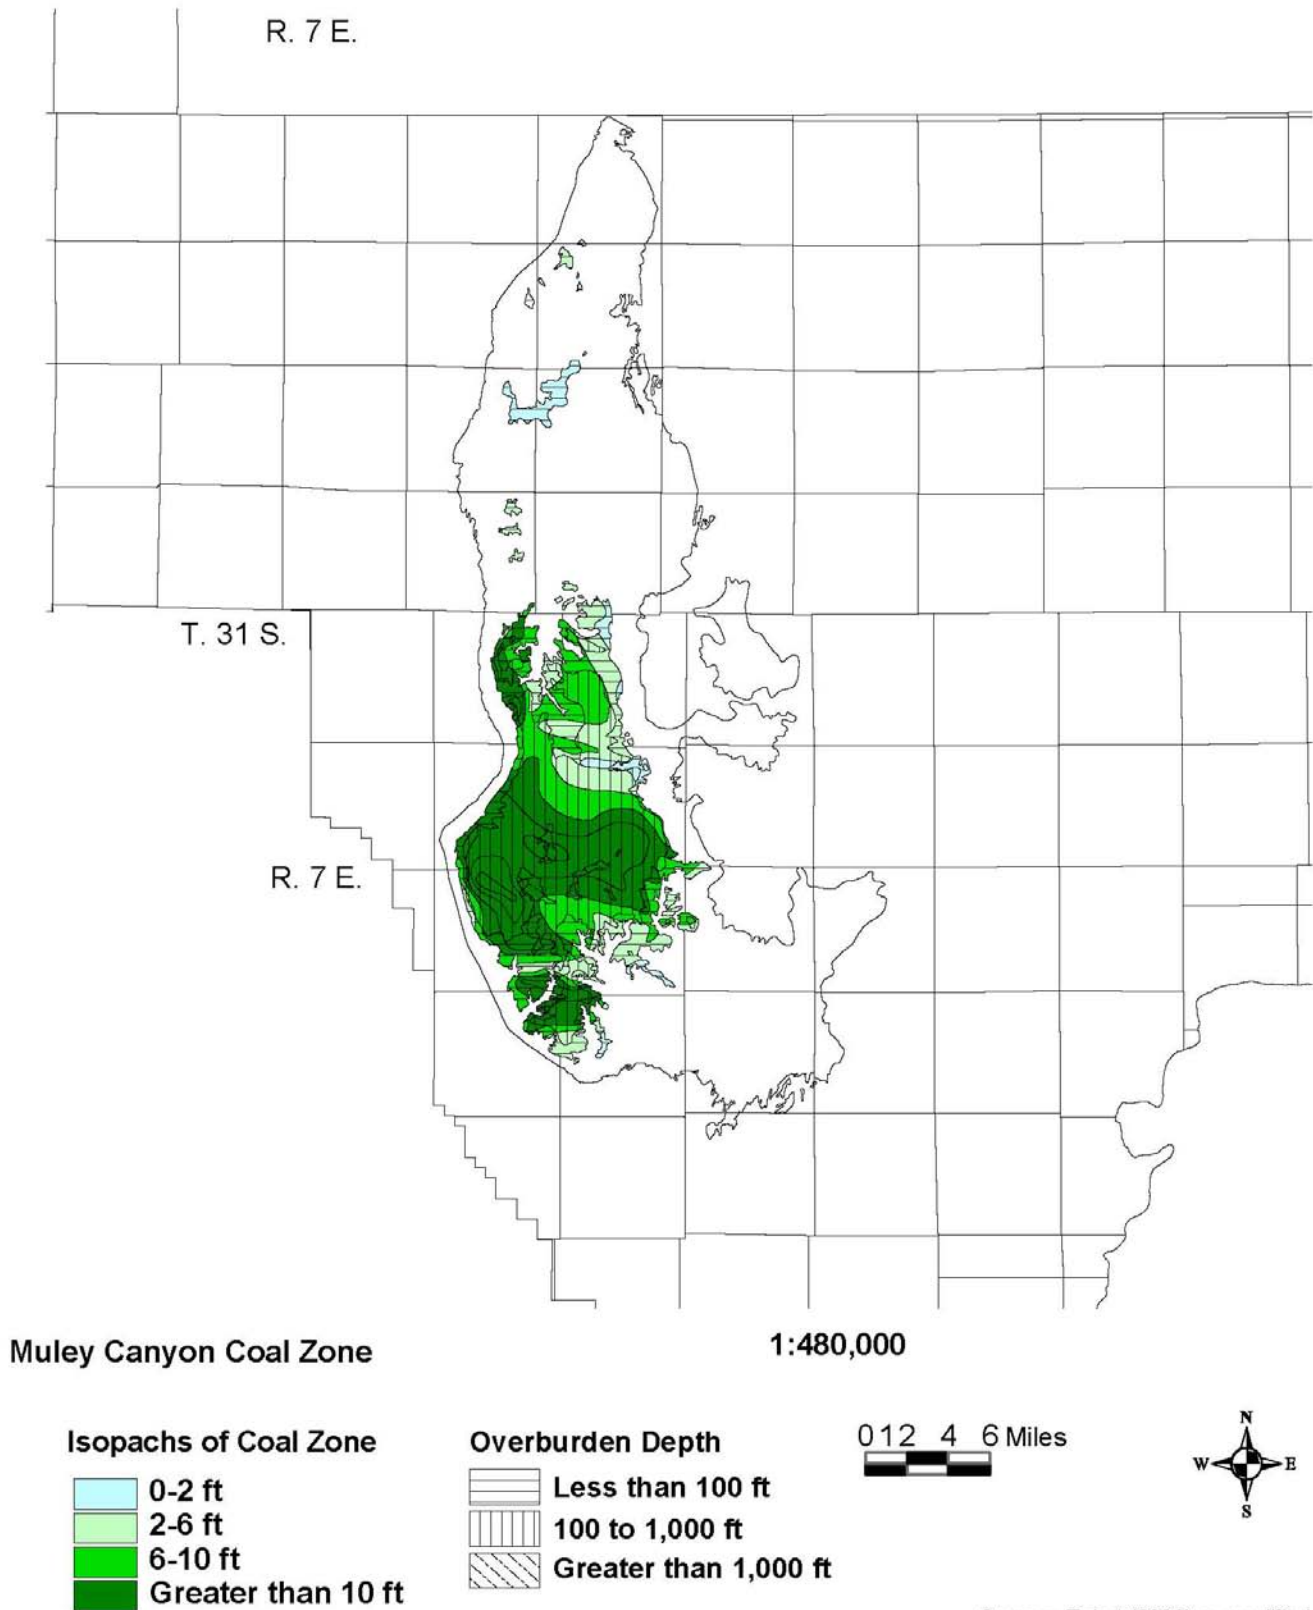 R. 7 E.
T. 31 S.
R. 7 E.
Muley Canyon Coal Zone
1:480,000
Isopachs of Coal Zone
0-2 ft
2-6 ft
6-10 ft
Greater than 10 ft
Overburden Depth
Less than 100 ft
100 to 1,000 ft
Greater than 1,000 ft
0 1 2 4 6 Miles
N
W E
S